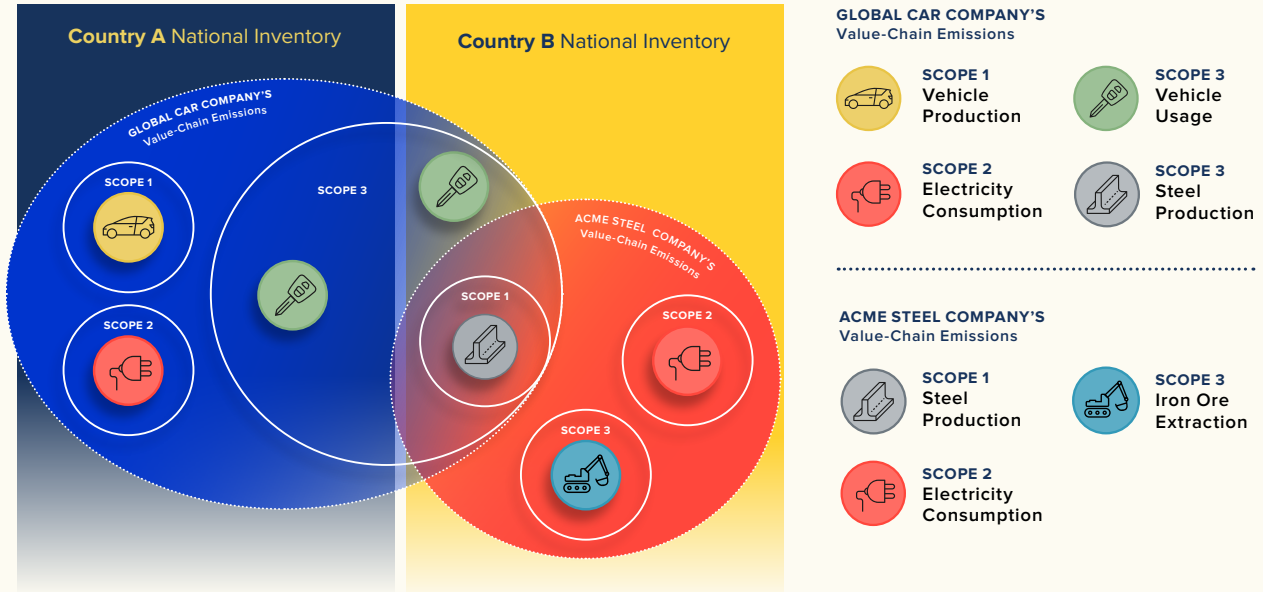 Country A National Inventory
Country B National Inventory
GLOBAL CAR COMPANY'S
Value-Chain Emissions
SCOPE 1
SCOPE 2
SCOPE 3
ACME STEEL COMPANY'S
Value-Chain Emissions
SCOPE 1
SCOPE 2
SCOPE 3
GLOBAL CAR COMPANY'S
Value-Chain Emissions
SCOPE 1
Vehicle
Production
SCOPE 3
Vehicle
Usage
SCOPE 2
Electricity
Consumption
SCOPE 3
Steel
Production
ACME STEEL COMPANY'S
Value-Chain Emissions
SCOPE 1
Steel
Production
SCOPE 3
Iron Ore
Extraction
SCOPE 2
Electricity
Consumption